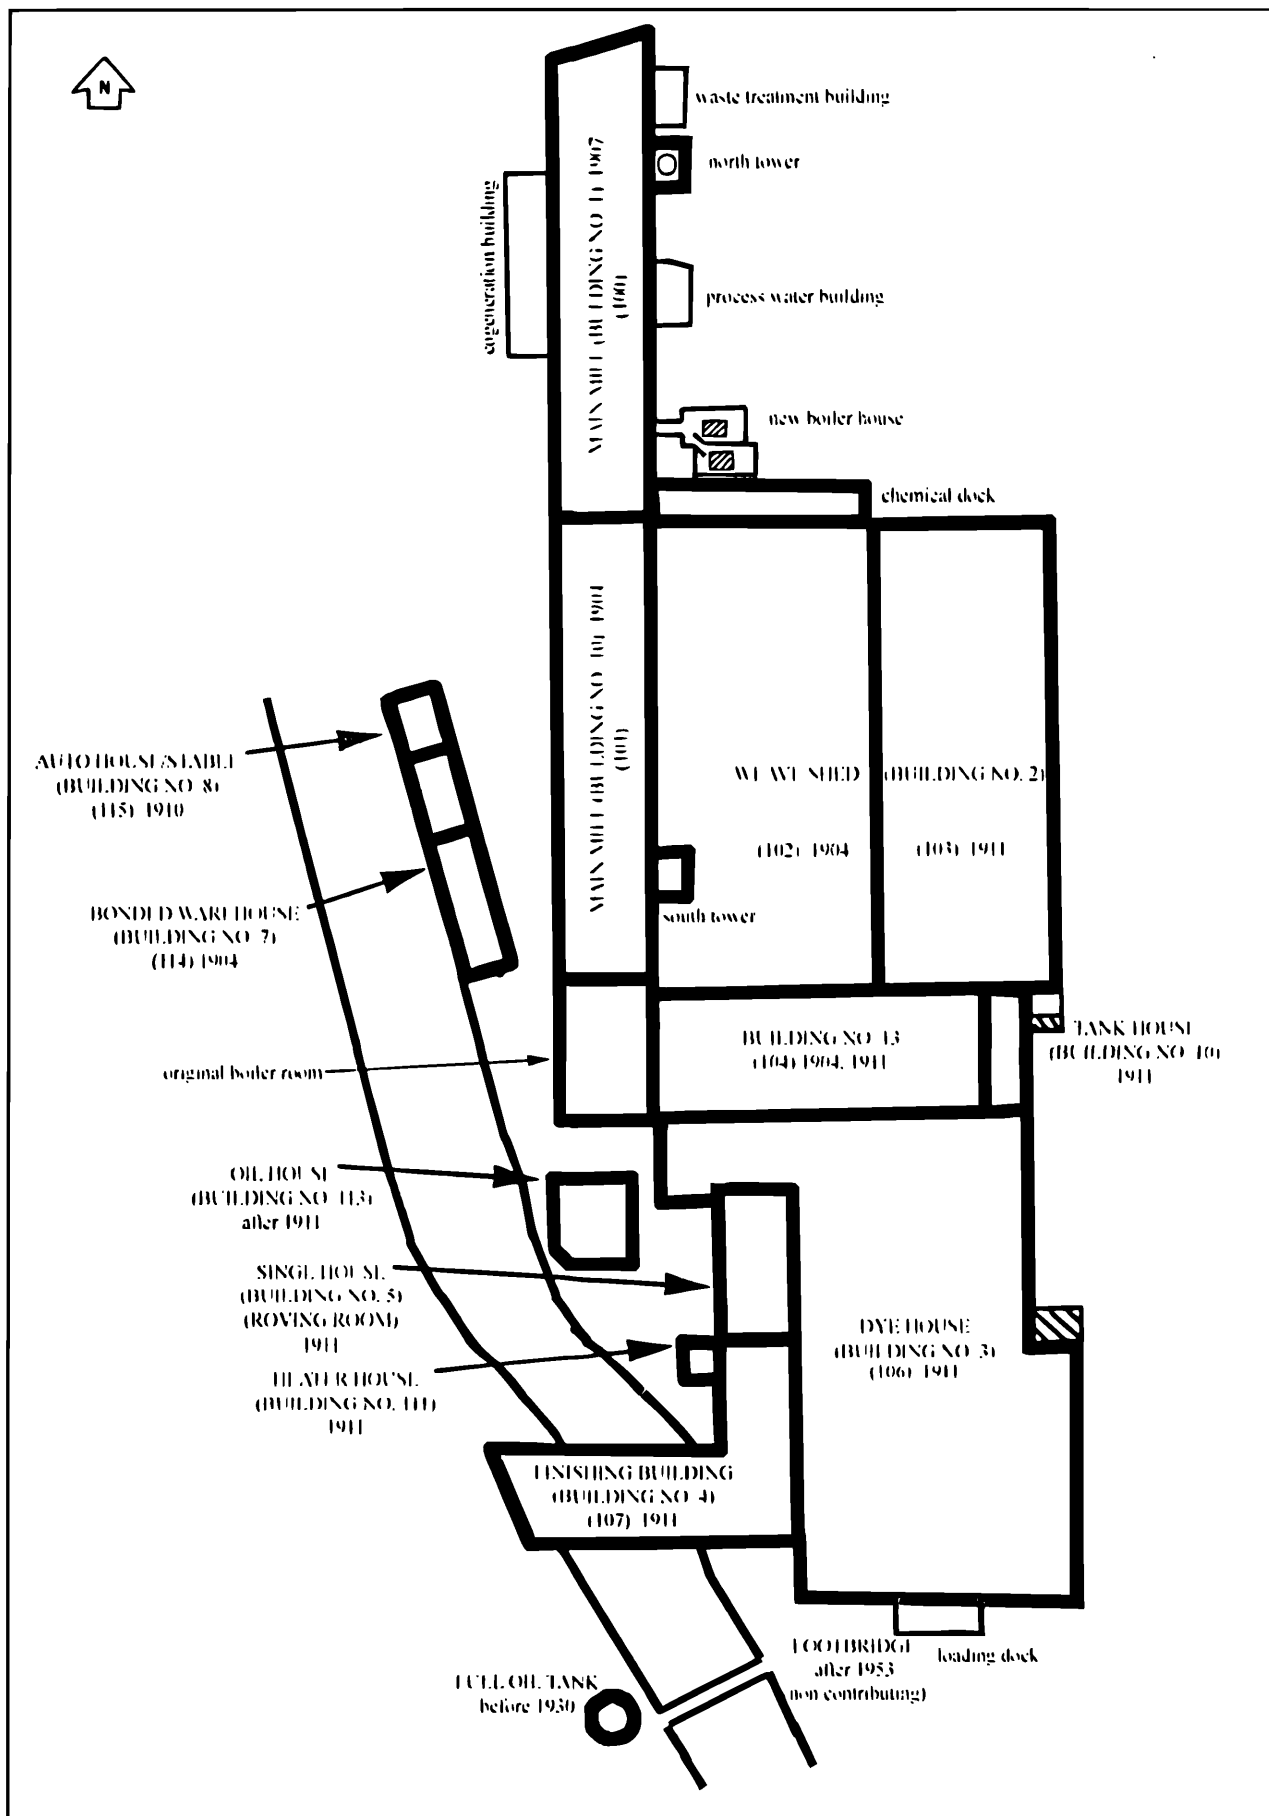 N
waste treatment building
north tower
MAIN MILL (BUILDING NO. 1) 1907
(100)
cogeneration building
process water building
new boiler house
chemical dock
MAIN MILL (BUILDING NO. 1) 1904
(101)
AUTO HOUSE/STABLE
(BUILDING NO. 8)
(115) 1910
WEAVE SHED (BUILDING NO. 2)
(102) 1904 (103) 1911
south tower
BONDED WAREHOUSE
(BUILDING NO. 7)
(114) 1904
BUILDING NO. 13
(104) 1904, 1911
TANK HOUSE
(BUILDING NO. 10)
1911
original boiler room
OIL HOUSE
(BUILDING NO. 113)
after 1911
SINGE HOUSE
(BUILDING NO. 5)
(ROVING ROOM)
1911
DYE HOUSE
(BUILDING NO. 3)
(106) 1911
HEATER HOUSE
(BUILDING NO. 111)
1911
FINISHING BUILDING
(BUILDING NO. 4)
(107) 1911
FOOTBRIDGE
after 1953
non contributing)
loading dock
FUEL OIL TANK
before 1930